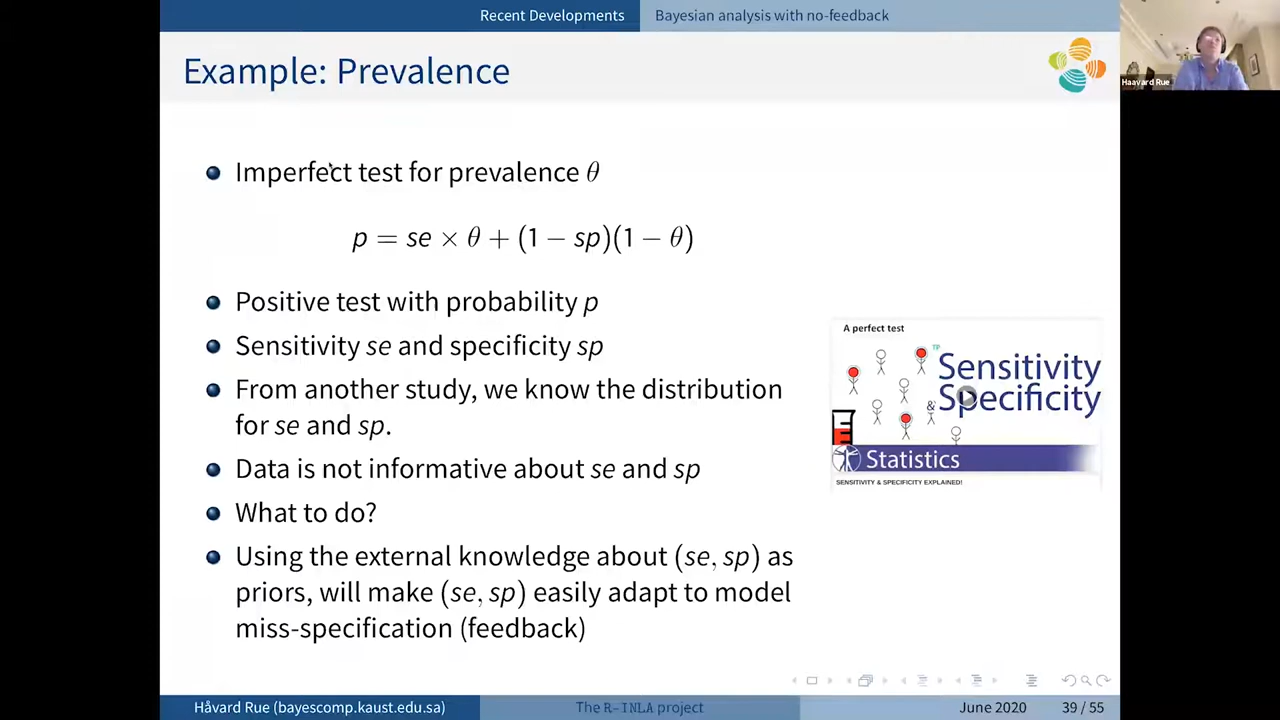 Recent Developments
Bayesian analysis with no-feedback
Example: Prevalence
Haavard Rue
Imperfect test for prevalence θ
p = se × θ + (1 − sp)(1 − θ)
Positive test with probability p
Sensitivity se and specificity sp
From another study, we know the distribution
for se and sp.
Data is not informative about se and sp
What to do?
Using the external knowledge about (se, sp) as
priors, will make (se, sp) easily adapt to model
miss-specification (feedback)
A perfect test
TP
Sensitivity
& Specificity
Statistics
SENSITIVITY & SPECIFICITY EXPLAINED!
Håvard Rue (bayescomp.kaust.edu.sa)
The R-INLA project
June 2020
39 / 55